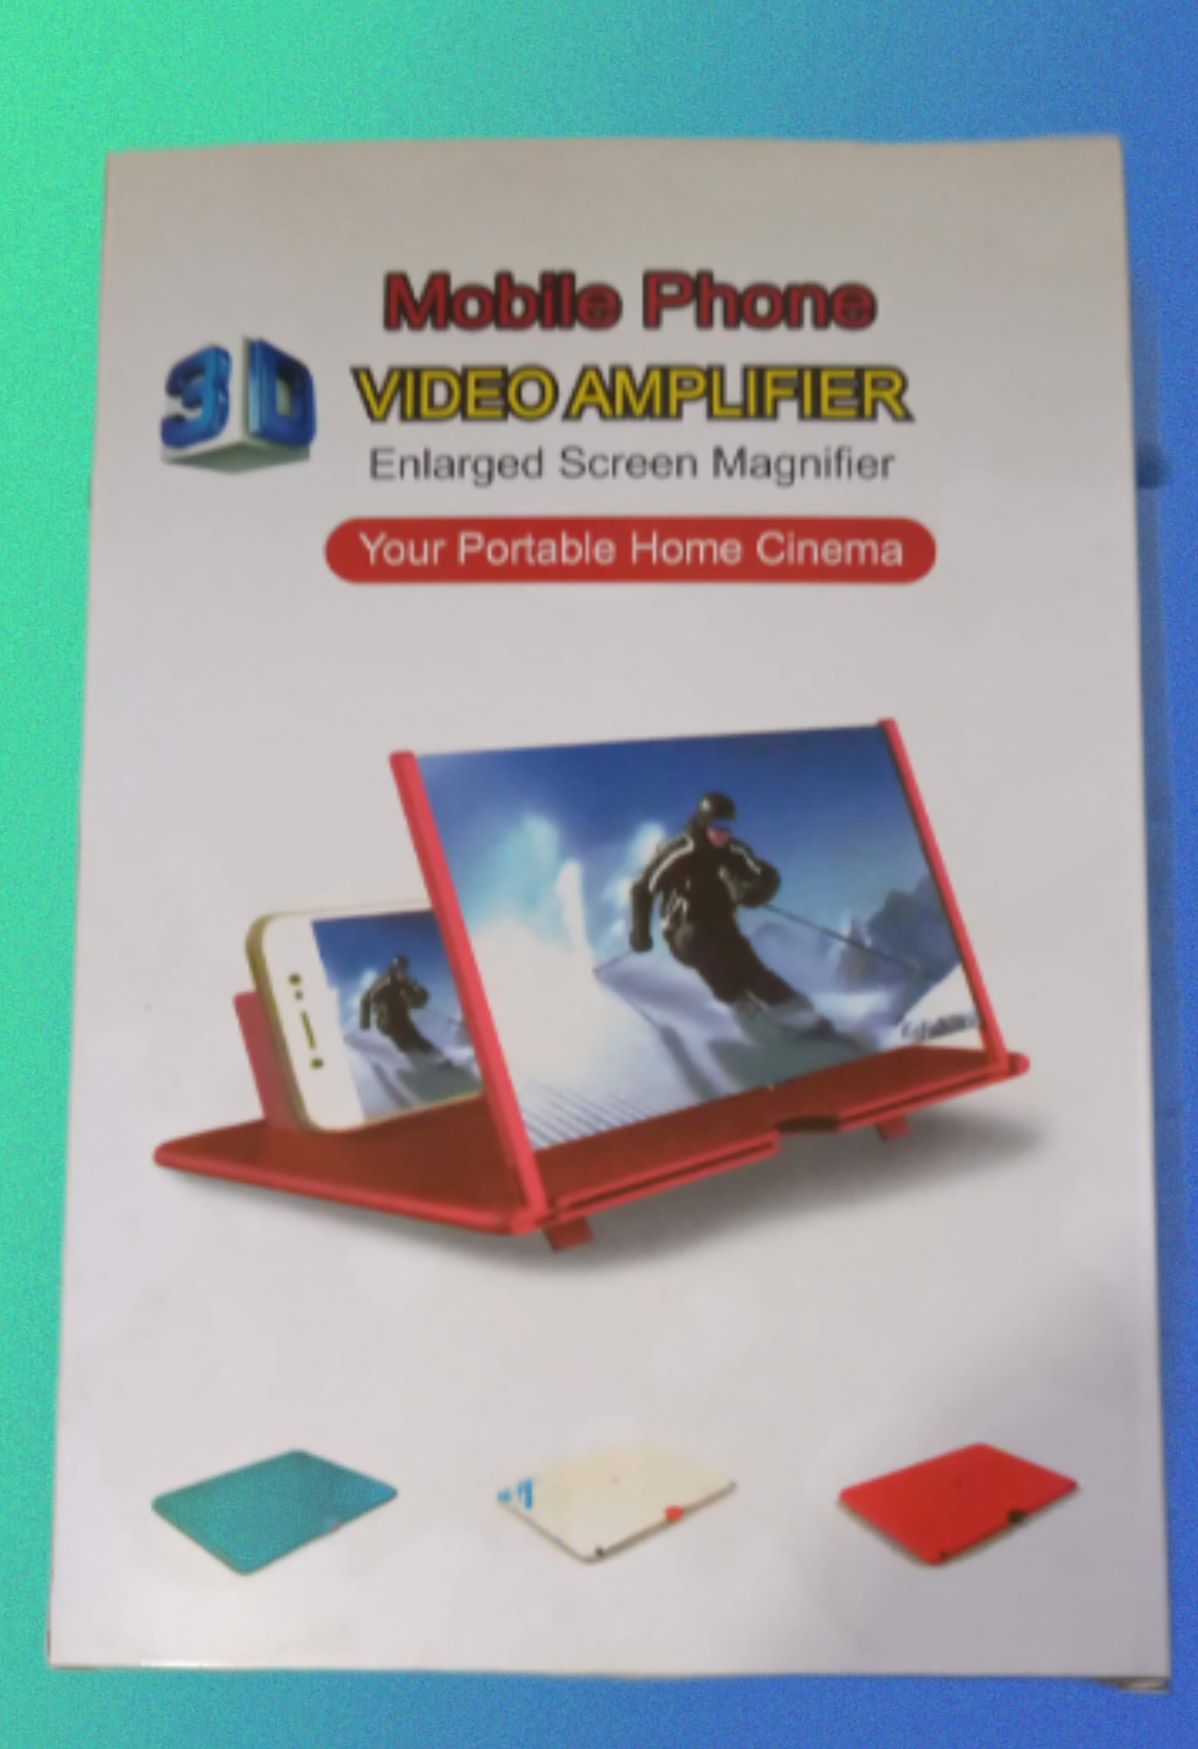 Mobile Phone
3D
VIDEO AMPLIFIER
Enlarged Screen Magnifier
Your Portable Home Cinema